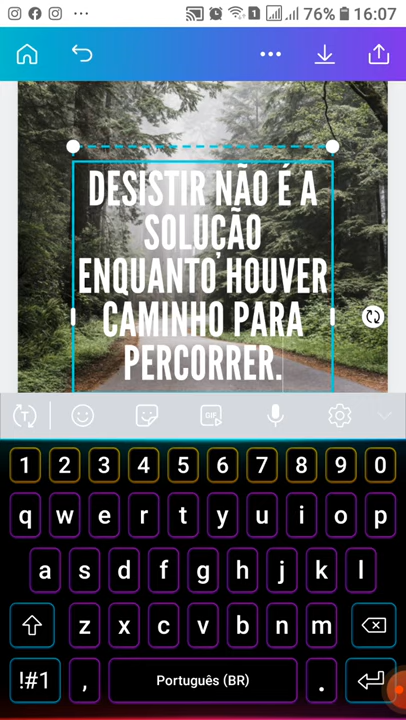 76% 16:07
DESISTIR NÃO É A
SOLUÇÃO
ENQUANTO HOUVER
CAMINHO PARA
PERCORRER.
GIF
1 2 3 4 5 6 7 8 9 0
q w e r t y u i o p
a s d f g h j k l
z x c v b n m
!#1 , Português (BR) .